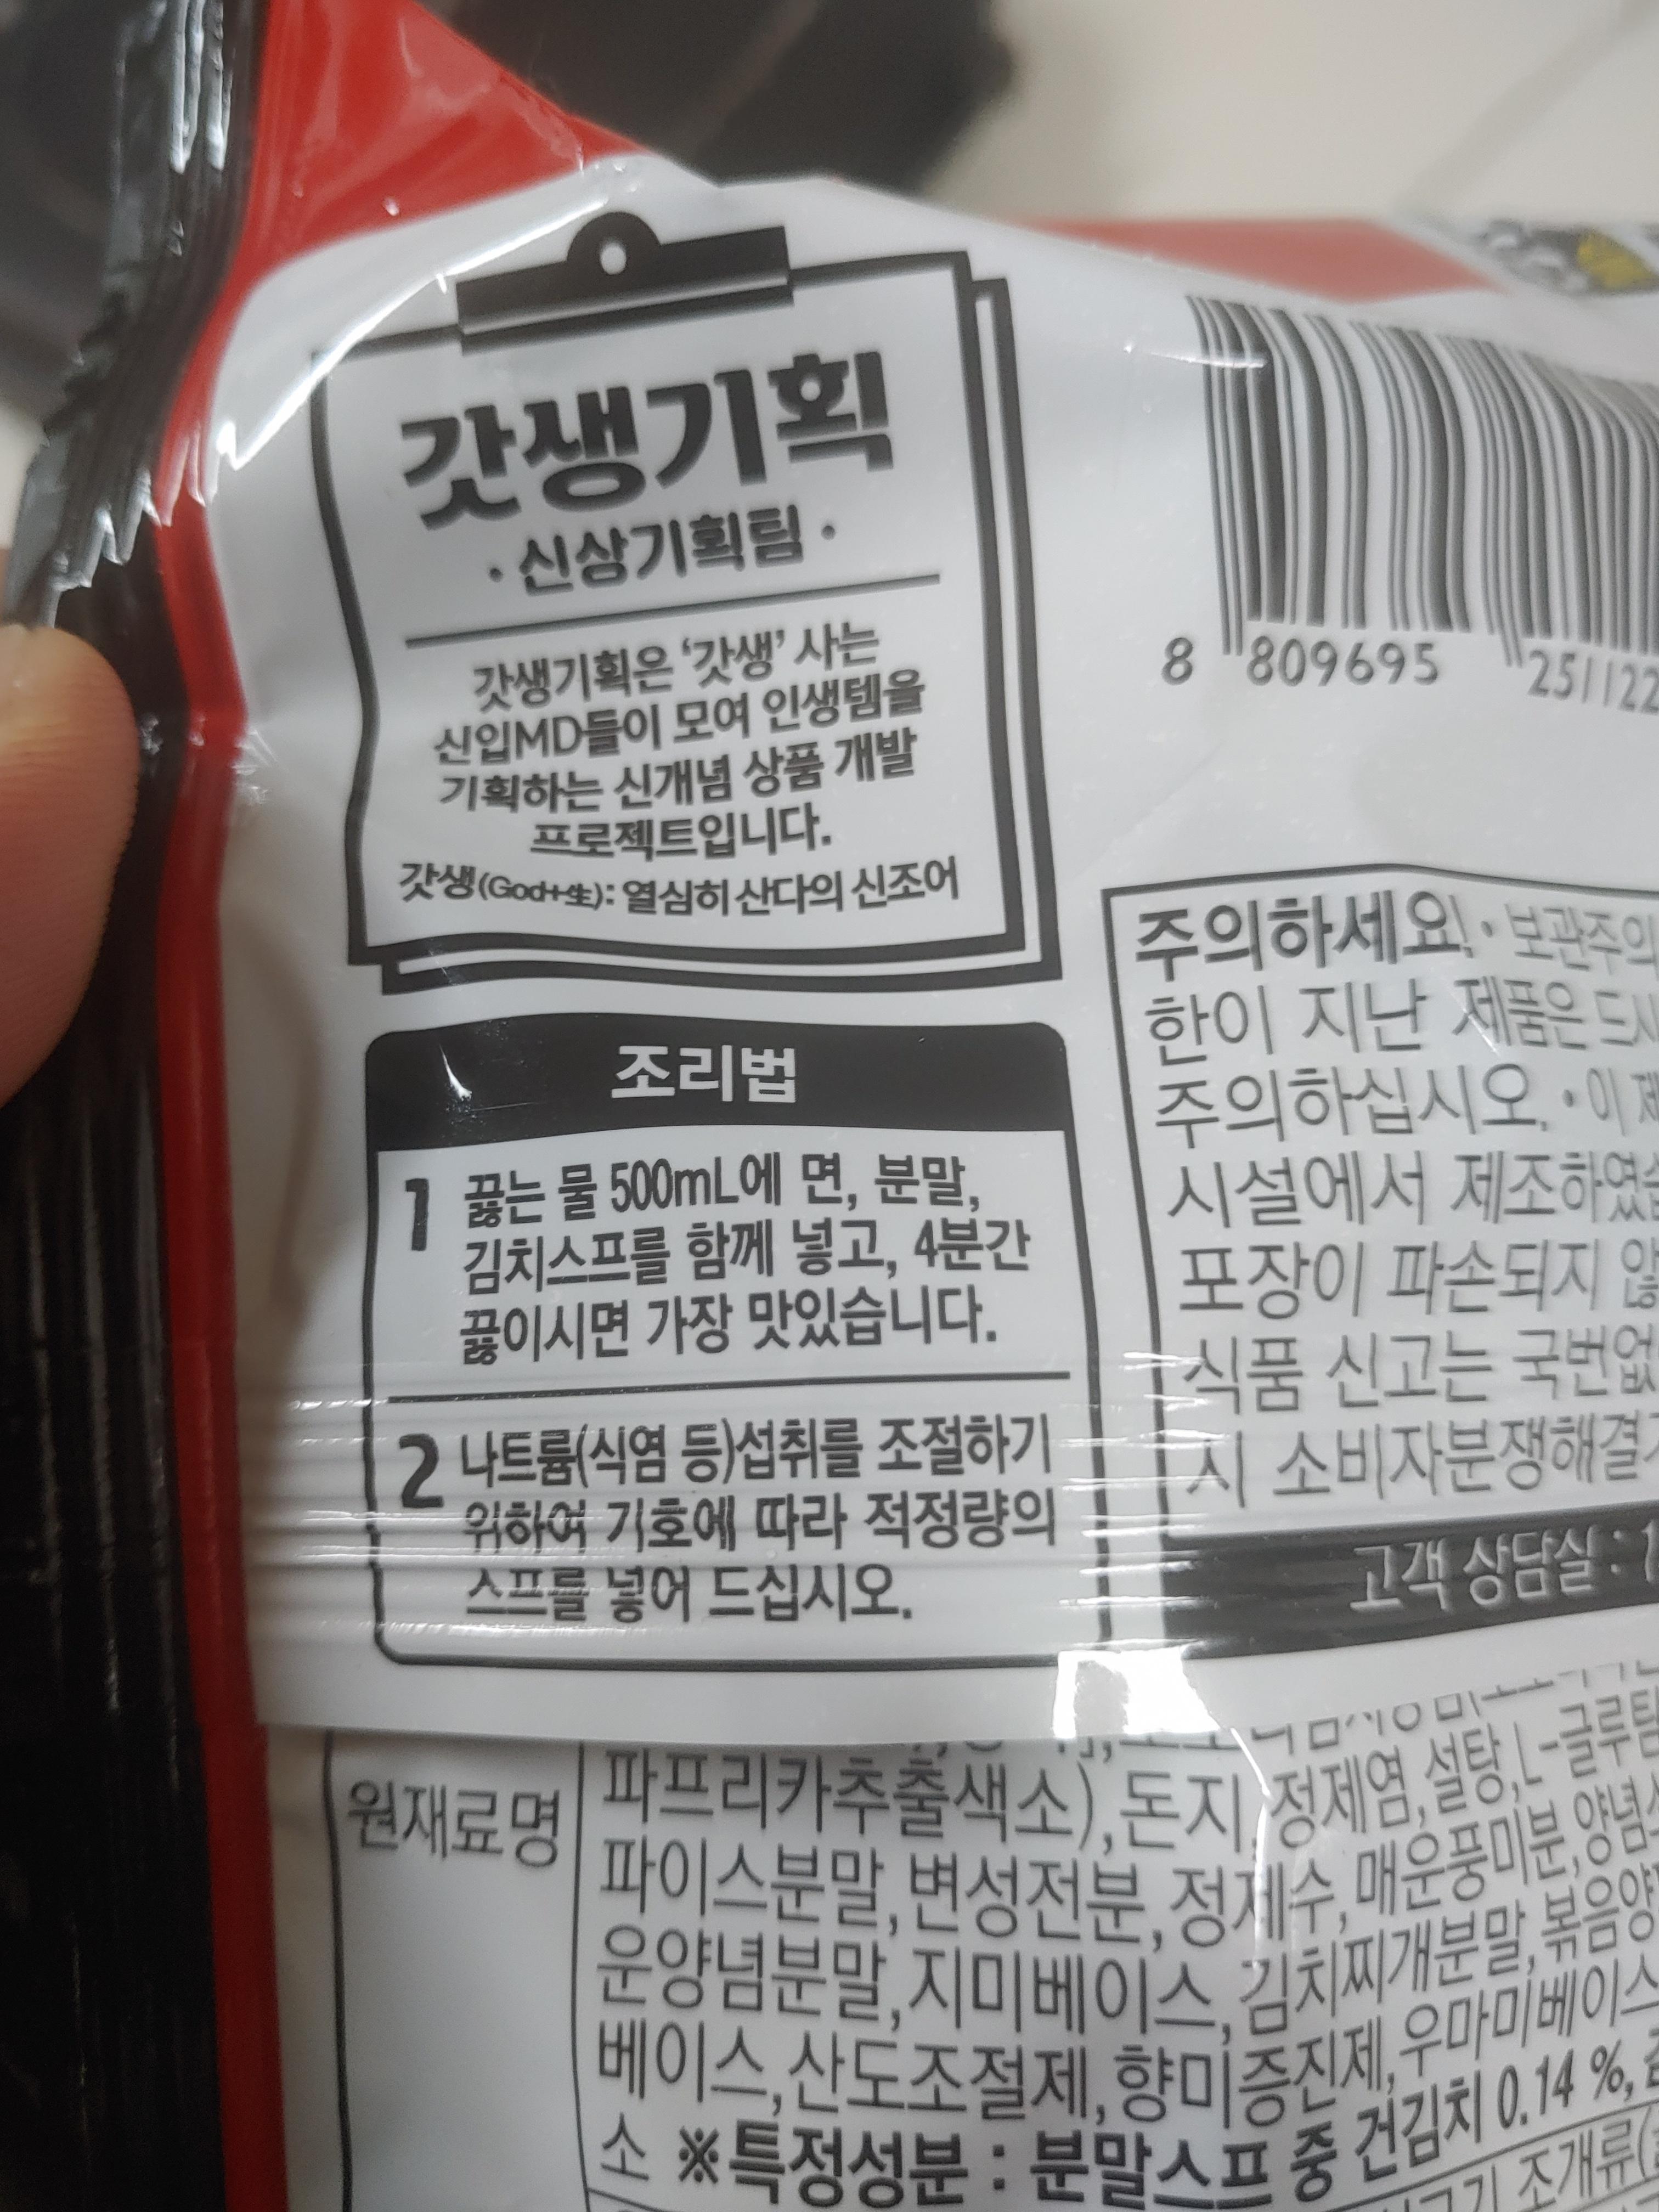 갓생기획
· 신상기획팀 ·
갓생기획은 ‘갓생’ 사는
신입MD들이 모여 인생템을
기획하는 신개념 상품 개발
프로젝트입니다.
갓생(God+生): 열심히 산다의 신조어
8 809695 251122
조리법
1 끓는 물 500mL에 면, 분말,
김치스프를 함께 넣고, 4분간
끓이시면 가장 맛있습니다.
2 나트륨(식염 등)섭취를 조절하기
위하여 기호에 따라 적정량의
스프를 넣어 드십시오.
주의하세요! · 보관주의
한이 지난 제품은 드시
주의하십시오. · 이 제
시설에서 제조하였습
포장이 파손되지 않
식품 신고는 국번없
시 소비자분쟁해결
고객 상담실 : 1
원재료명
파프리카추출색소), 돈지, 정제염, 설탕, L-글루탐
파이스분말, 변성전분, 정제수, 매운풍미분, 양념
운양념분말, 지미베이스, 김치찌개분말, 볶음양
베이스, 산도조절제, 향미증진제, 우마미베이스
소 ※특정성분 : 분말스프 중 건김치 0.14 %,
조개류(